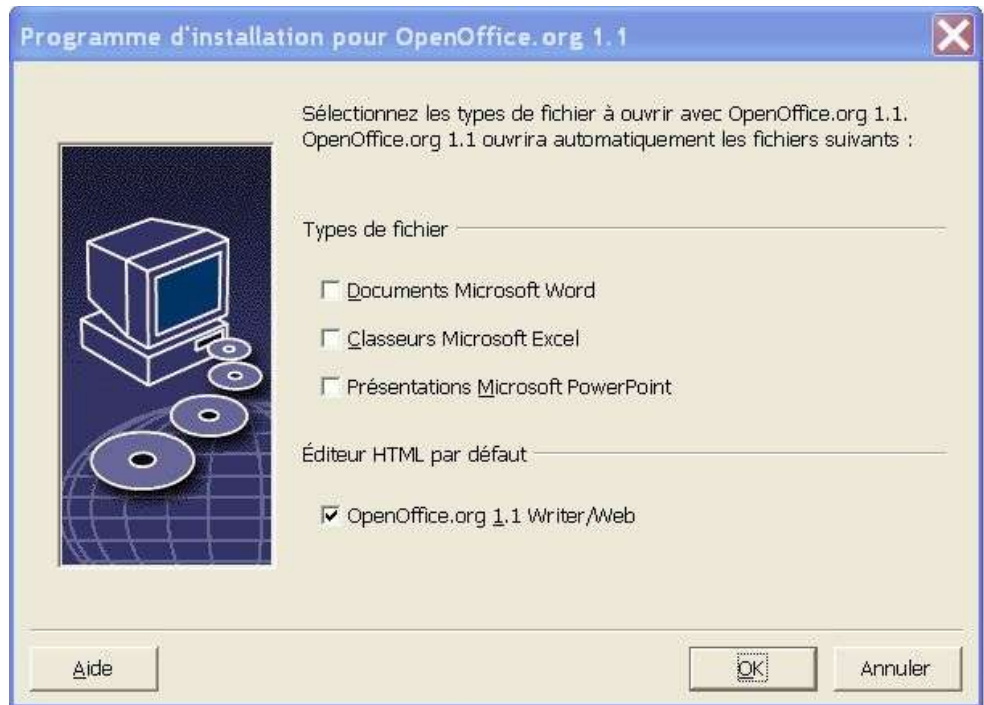 Programme d'installation pour OpenOffice.org 1.1
Sélectionnez les types de fichier à ouvrir avec OpenOffice.org 1.1.
OpenOffice.org 1.1 ouvrira automatiquement les fichiers suivants :
Types de fichier
Documents Microsoft Word
Classeurs Microsoft Excel
Présentations Microsoft PowerPoint
Éditeur HTML par défaut
OpenOffice.org 1.1 Writer/Web
Aide
OK
Annuler